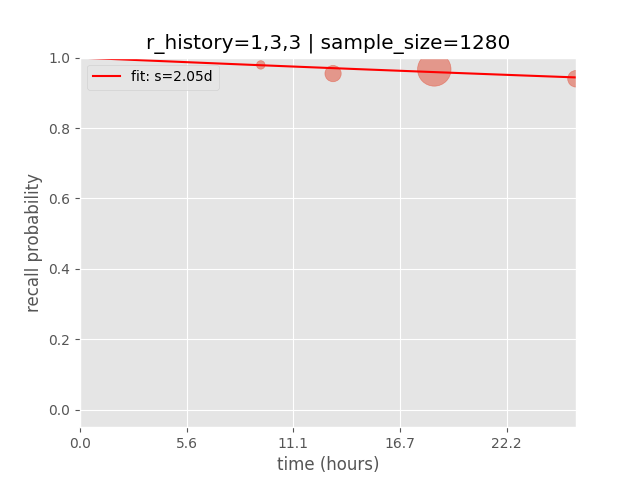 r_history=1,3,3 | sample_size=1280
fit: s=2.05d
recall probability
1.0
0.8
0.6
0.4
0.2
0.0
0.0 5.6 11.1 16.7 22.2
time (hours)